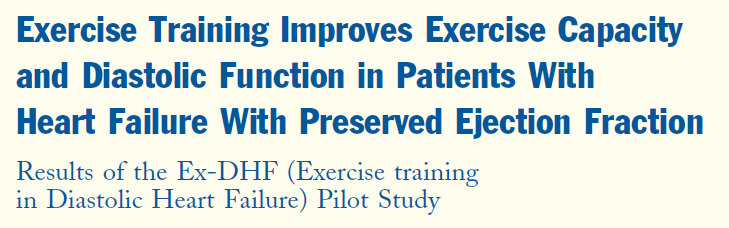 Exercise Training Improves Exercise Capacity
and Diastolic Function in Patients With
Heart Failure With Preserved Ejection Fraction
Results of the Ex-DHF (Exercise training
in Diastolic Heart Failure) Pilot Study